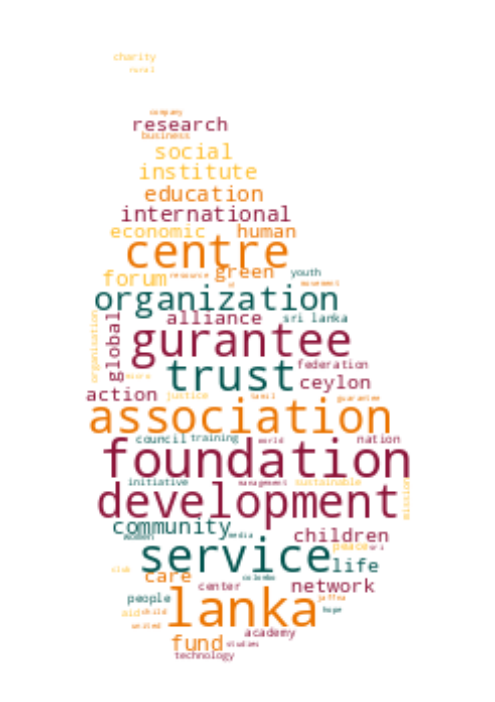 charity
rural
company
research
business
social
institute
education
international
economic human
centre
forum resource green youth
movement
organization
alliance sri lanka
organisation global gurantee
trust federation
ceylon
action justice tamil guarantee
association
council training world nation
foundation
initiative management sustainable
development mission
community media children
women
service peace sri
life
club care colombo
center network
people lanka jaffna
aid child hope
united academy
fund studies
technology